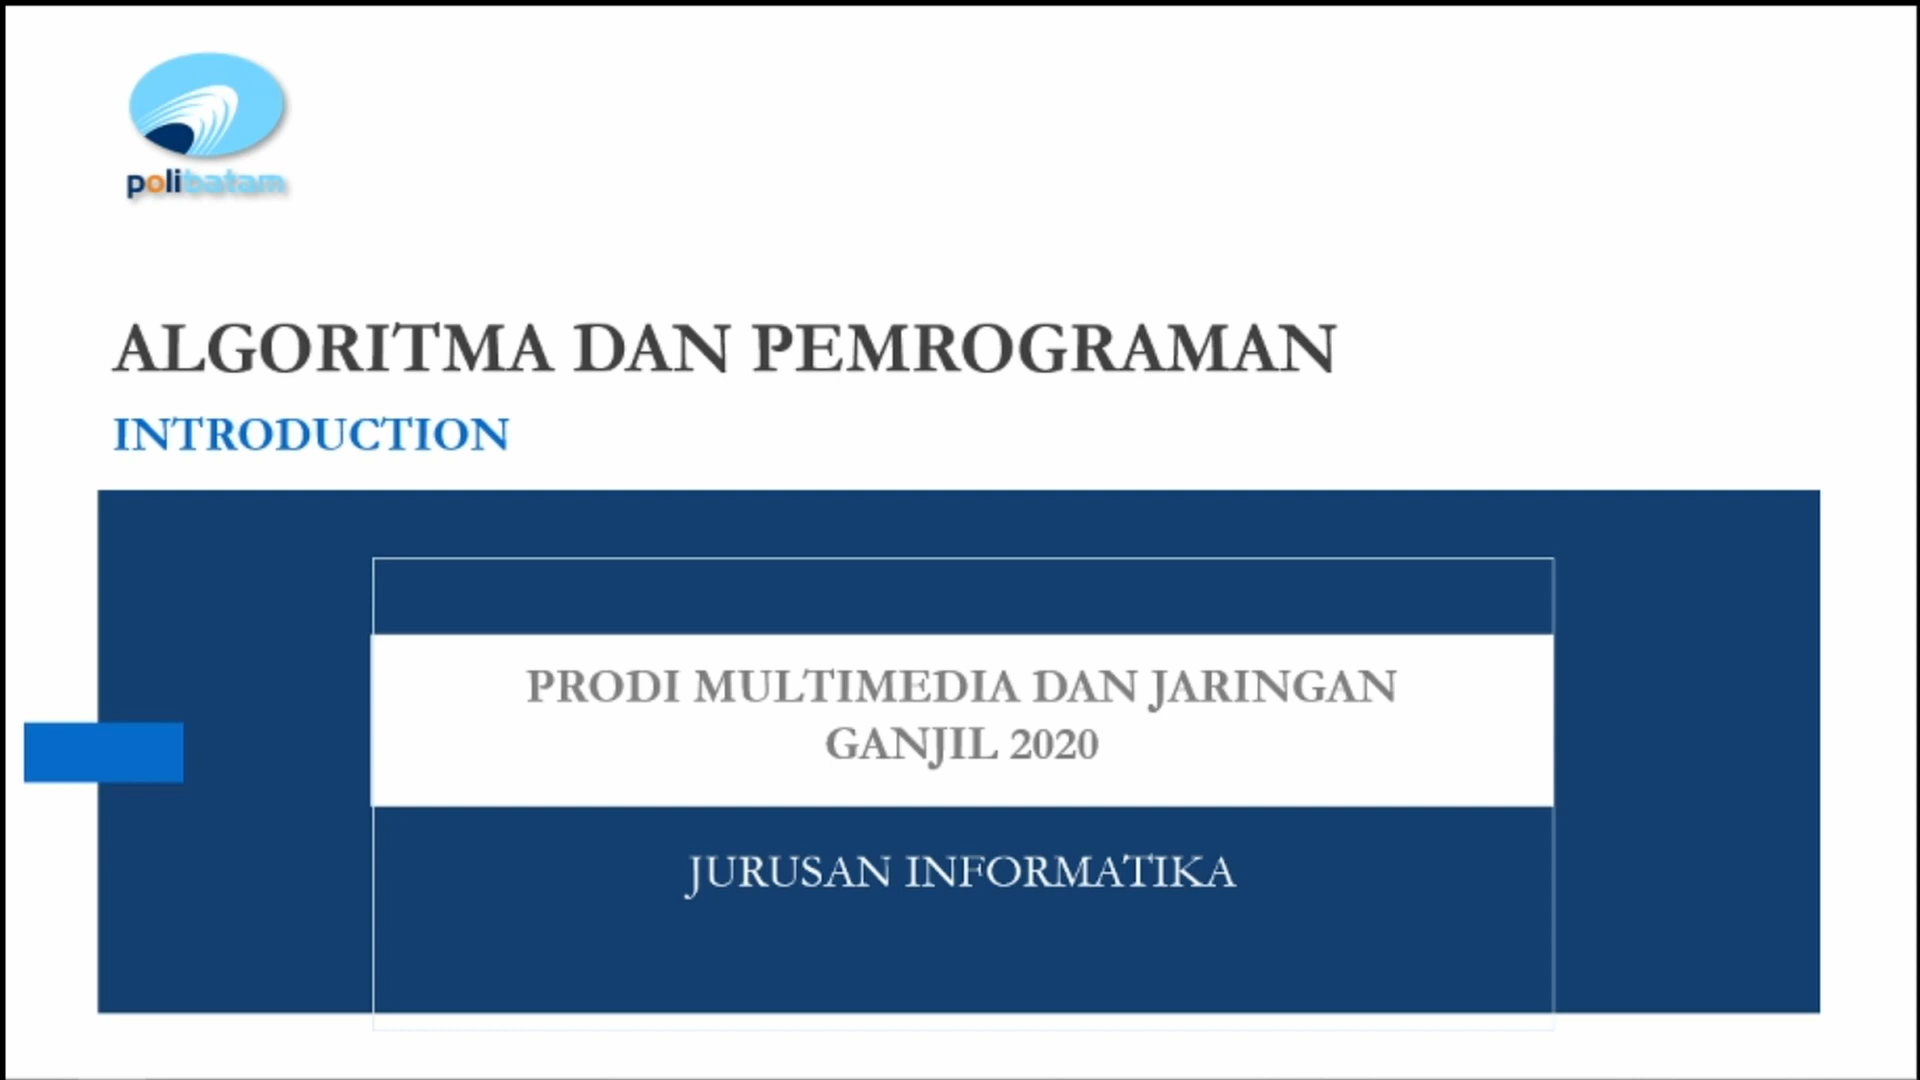 polibatam
ALGORITMA DAN PEMROGRAMAN
INTRODUCTION
PRODI MULTIMEDIA DAN JARINGAN
GANJIL 2020
JURUSAN INFORMATIKA